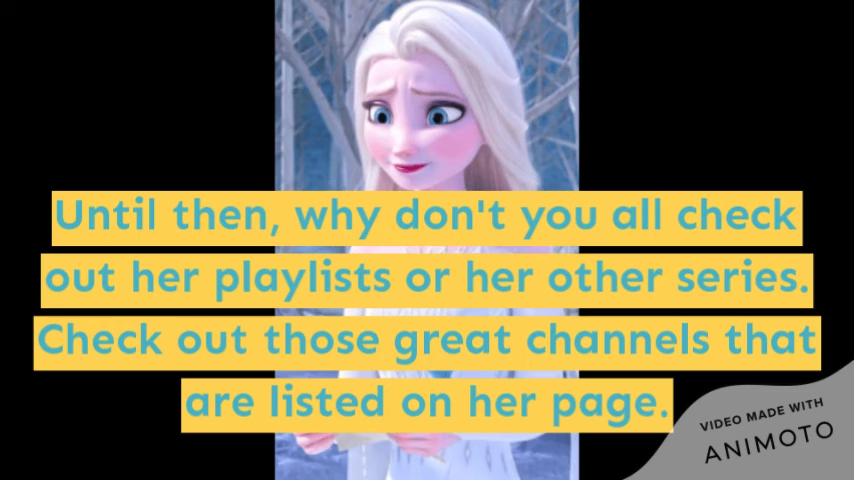 Until then, why don't you all check
out her playlists or her other series.
Check out those great channels that
are listed on her page.
VIDEO MADE WITH
ANIMOTO